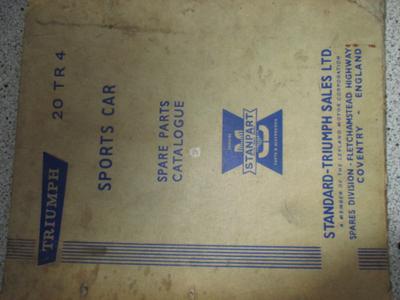 TRIUMPH
20 TR 4
SPORTS CAR
SPARE PARTS
CATALOGUE
STANPART
STANDARD-TRIUMPH SALES LTD.
A MEMBER OF THE LEYLAND MOTOR CORPORATION
SPARES DIVISION · FLETCHAMSTEAD HIGHWAY
COVENTRY · ENGLAND